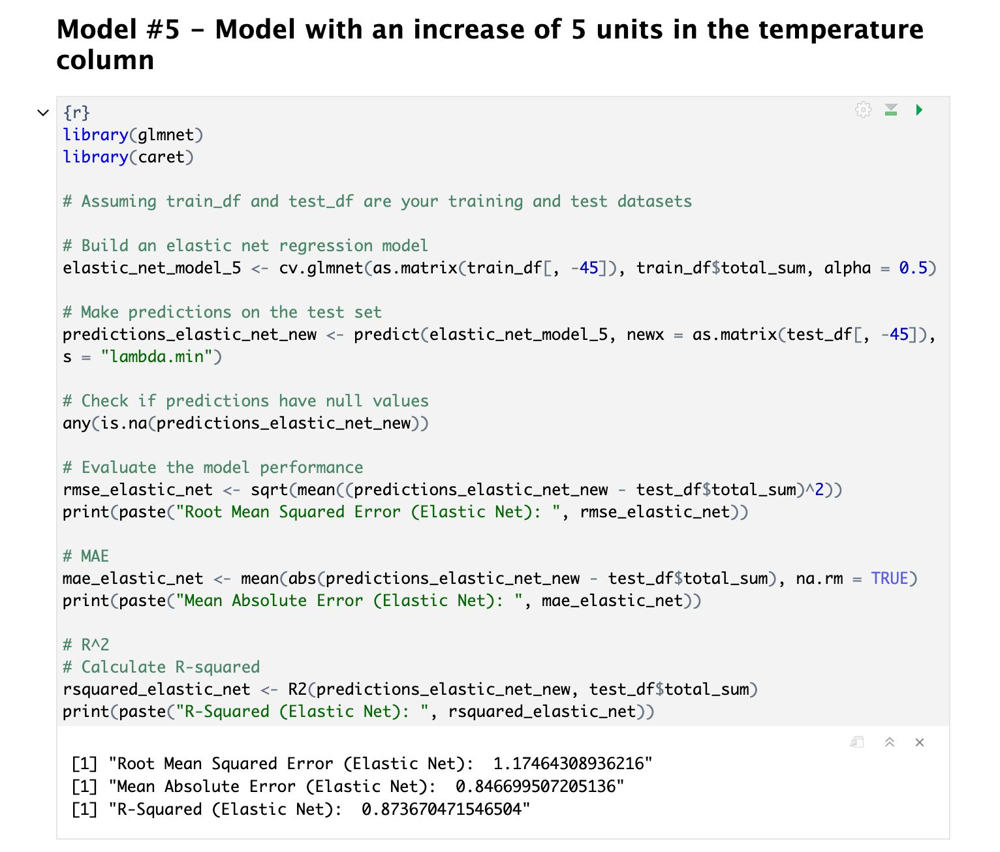 Model #5 – Model with an increase of 5 units in the temperature
column
{r}
library(glmnet)
library(caret)
# Assuming train_df and test_df are your training and test datasets
# Build an elastic net regression model
elastic_net_model_5 <- cv.glmnet(as.matrix(train_df[, -45]), train_df$total_sum, alpha = 0.5)
# Make predictions on the test set
predictions_elastic_net_new <- predict(elastic_net_model_5, newx = as.matrix(test_df[, -45]),
s = "lambda.min")
# Check if predictions have null values
any(is.na(predictions_elastic_net_new))
# Evaluate the model performance
rmse_elastic_net <- sqrt(mean((predictions_elastic_net_new - test_df$total_sum)^2))
print(paste("Root Mean Squared Error (Elastic Net): ", rmse_elastic_net))
# MAE
mae_elastic_net <- mean(abs(predictions_elastic_net_new - test_df$total_sum), na.rm = TRUE)
print(paste("Mean Absolute Error (Elastic Net): ", mae_elastic_net))
# R^2
# Calculate R-squared
rsquared_elastic_net <- R2(predictions_elastic_net_new, test_df$total_sum)
print(paste("R-Squared (Elastic Net): ", rsquared_elastic_net))
[1] "Root Mean Squared Error (Elastic Net):  1.17464308936216"
[1] "Mean Absolute Error (Elastic Net):  0.846699507205136"
[1] "R-Squared (Elastic Net):  0.873670471546504"